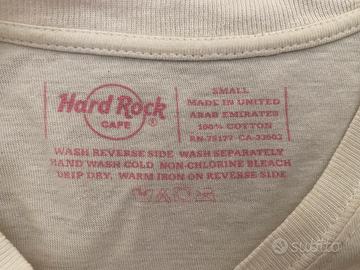 Hard Rock
CAFE ®
SMALL
MADE IN UNITED
ARAB EMIRATES
100% COTTON
RN-75177 CA-33503
WASH REVERSE SIDE WASH SEPARATELY
HAND WASH COLD NON-CHLORINE BLEACH
DRIP DRY, WARM IRON ON REVERSE SIDE
subito